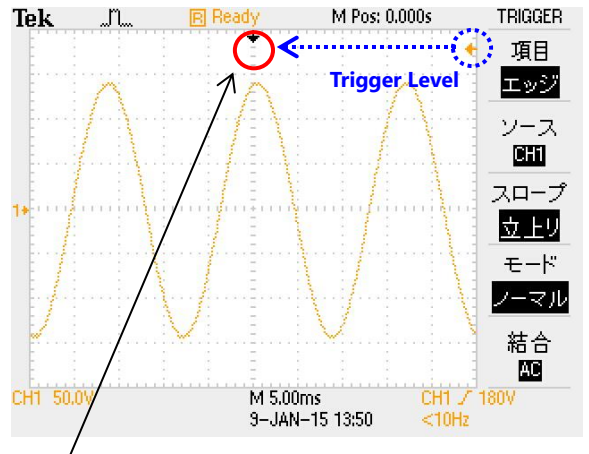 Tek R Ready M Pos: 0.000s TRIGGER
Trigger Level
項目
エッジ
ソース
CH1
スロープ
立上り
モード
ノーマル
結合
AC
1
CH1 50.0V M 5.00ms CH1 180V
9-JAN-15 13:50 <10Hz